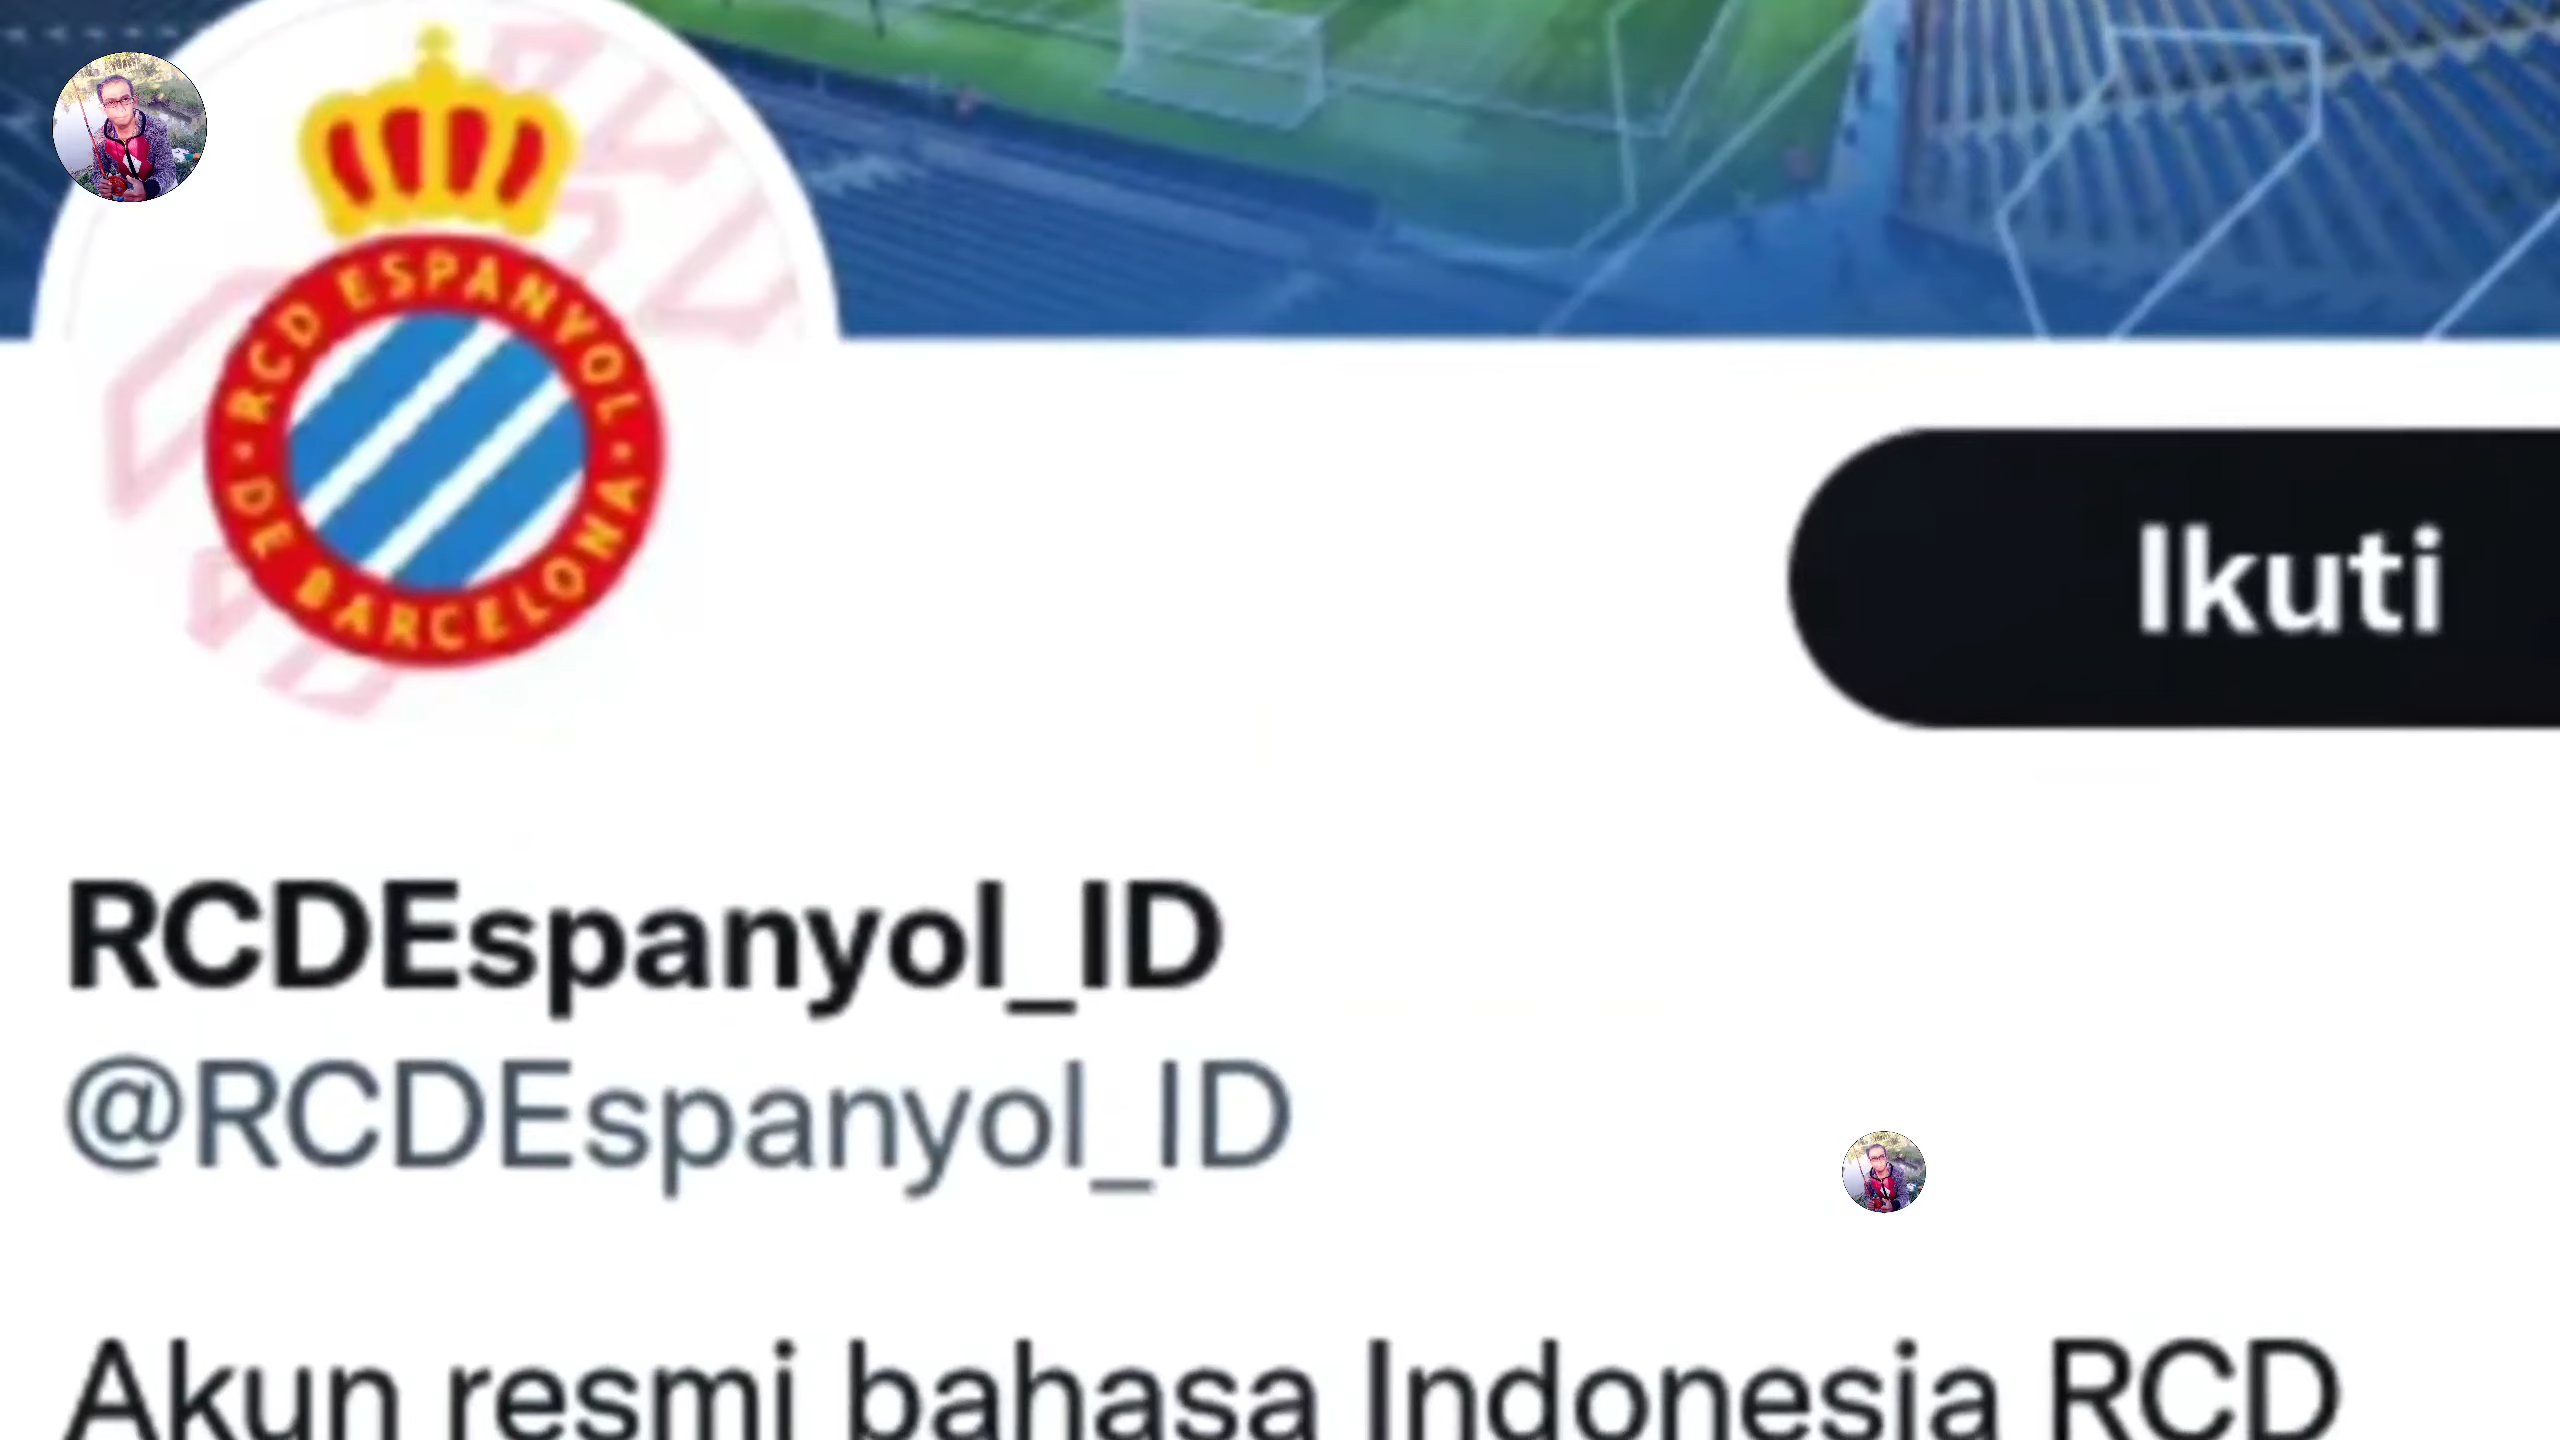 RCD ESPANYOL
DE BARCELONA
Ikuti
RCDEspanyol_ID
@RCDEspanyol_ID
Akun resmi bahasa Indonesia RCD